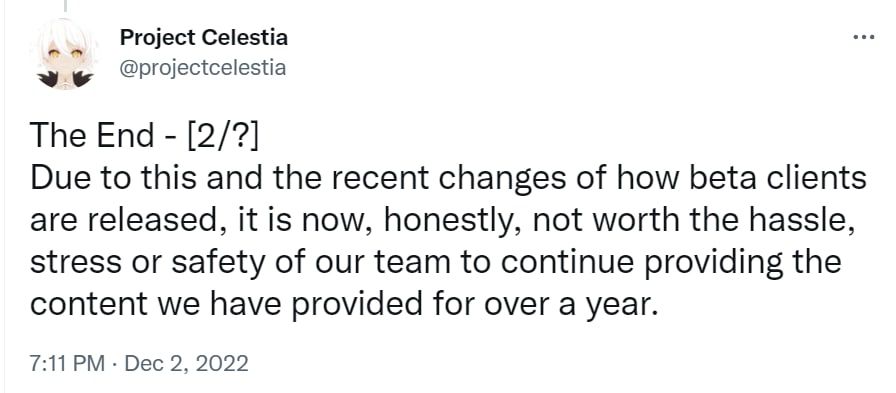 Project Celestia
@projectcelestia
The End - [2/?]
Due to this and the recent changes of how beta clients
are released, it is now, honestly, not worth the hassle,
stress or safety of our team to continue providing the
content we have provided for over a year.
7:11 PM · Dec 2, 2022